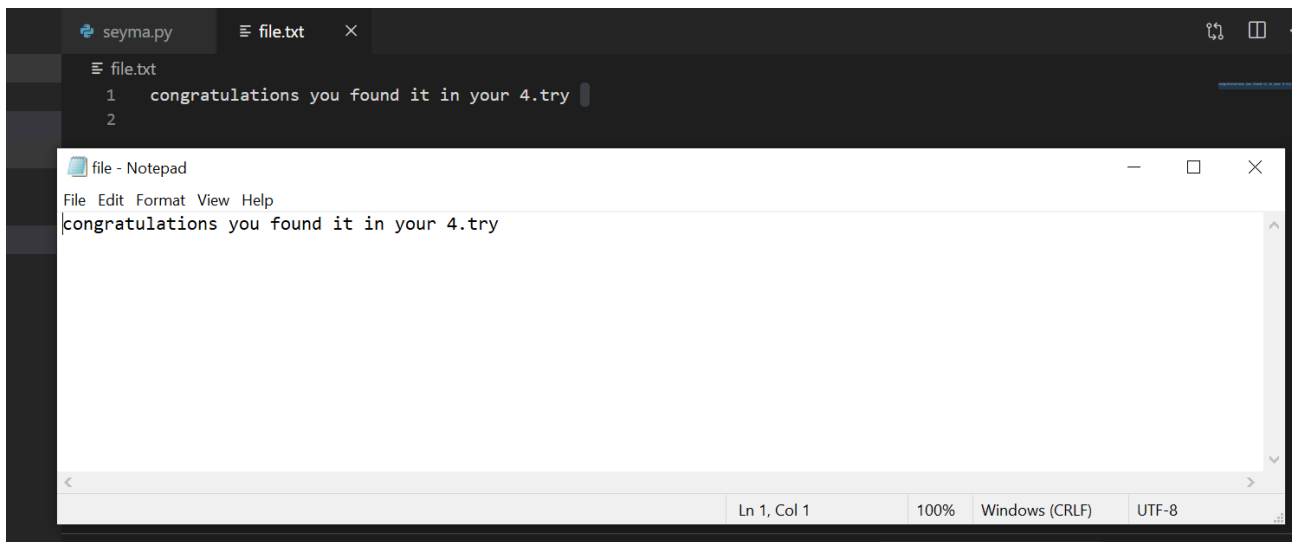 seyma.py file.txt
file.txt
1 congratulations you found it in your 4.try
2
file - Notepad
File Edit Format View Help
congratulations you found it in your 4.try
Ln 1, Col 1 100% Windows (CRLF) UTF-8